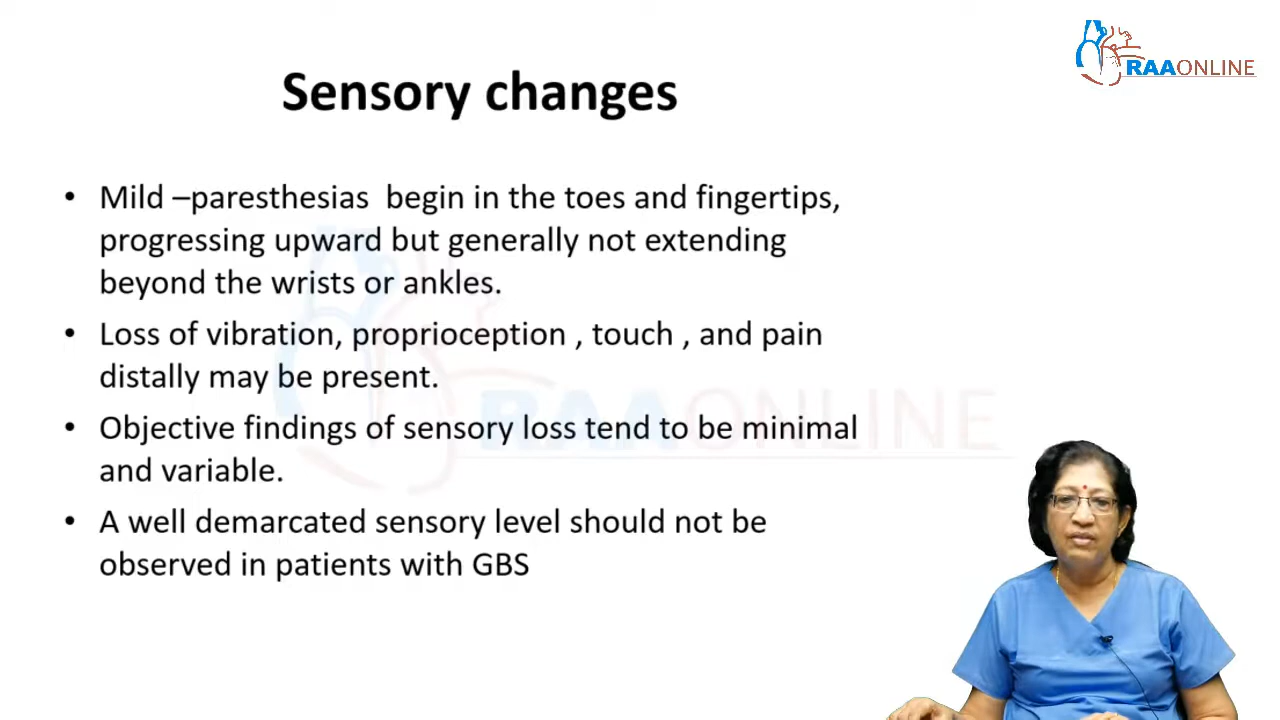 RAAONLINE
Sensory changes
• Mild –paresthesias begin in the toes and fingertips,
progressing upward but generally not extending
beyond the wrists or ankles.
• Loss of vibration, proprioception , touch , and pain
distally may be present.
• Objective findings of sensory loss tend to be minimal
and variable.
• A well demarcated sensory level should not be
observed in patients with GBS
RAAONLINE